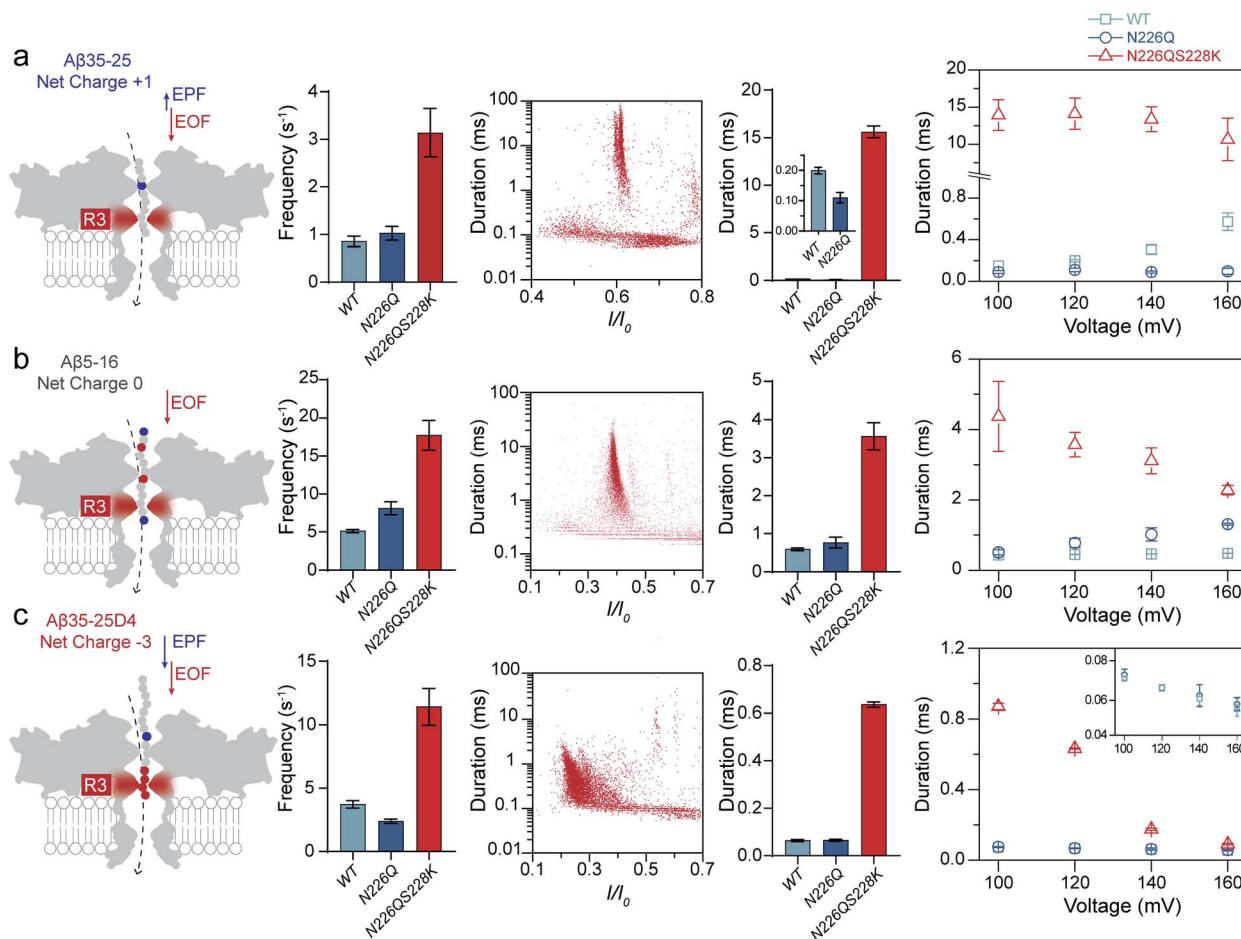 WT
N226Q
N226QS228K
a
Aβ35-25
Net Charge +1
EPF
EOF
R3
Frequency (s⁻¹)
4
3
2
1
0
WT
N226Q
N226QS228K
Duration (ms)
100
10
1
0.1
0.01
0.4
0.6
0.8
I/I₀
Duration (ms)
20
15
10
5
0
0.20
0.10
0.00
WT
N226Q
WT
N226Q
N226QS228K
Duration (ms)
20
15
10
0.8
0.4
0.0
100
120
140
160
Voltage (mV)
b
Aβ5-16
Net Charge 0
EOF
R3
Frequency (s⁻¹)
25
20
15
10
5
0
WT
N226Q
N226QS228K
Duration (ms)
100
10
1
0.1
0.1
0.3
0.5
0.7
I/I₀
Duration (ms)
5
4
3
2
1
0
WT
N226Q
N226QS228K
Duration (ms)
6
4
2
0
100
120
140
160
Voltage (mV)
c
Aβ35-25D4
Net Charge -3
EPF
EOF
R3
Frequency (s⁻¹)
15
10
5
0
WT
N226Q
N226QS228K
Duration (ms)
100
10
1
0.1
0.01
0.1
0.3
0.5
0.7
I/I₀
Duration (ms)
0.8
0.6
0.4
0.2
0.0
WT
N226Q
N226QS228K
Duration (ms)
1.2
0.8
0.4
0.0
0.08
0.06
0.04
100
120
140
160
100
120
140
160
Voltage (mV)